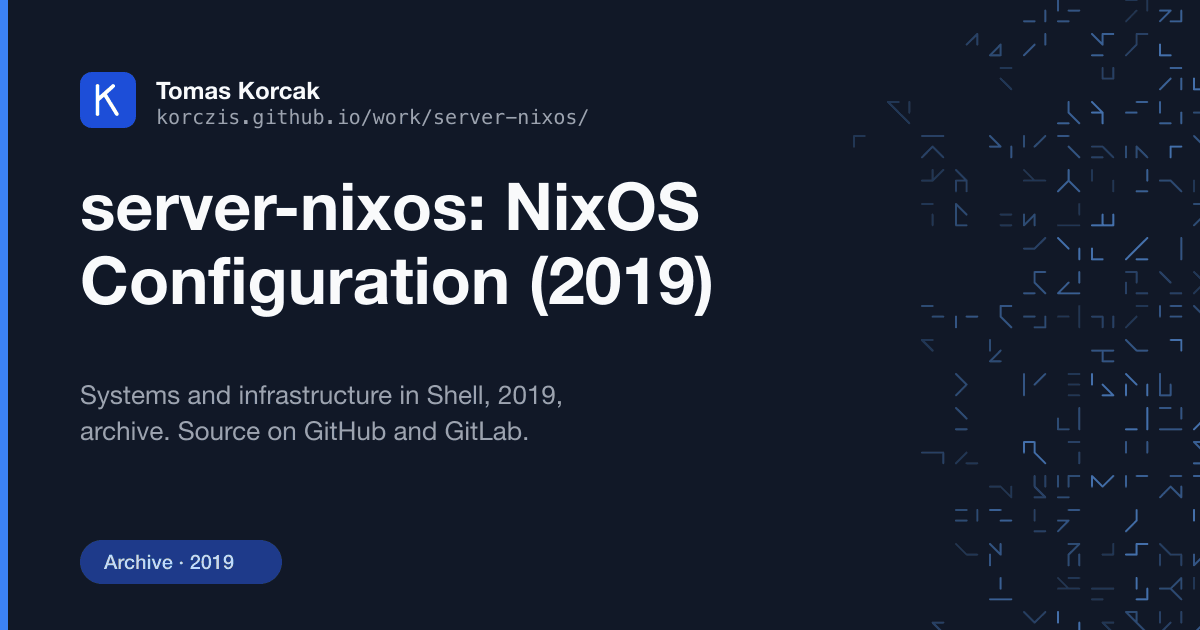 K
Tomas Korcak
korczis.github.io/work/server-nixos/
server-nixos: NixOS
Configuration (2019)
Systems and infrastructure in Shell, 2019,
archive. Source on GitHub and GitLab.
Archive · 2019